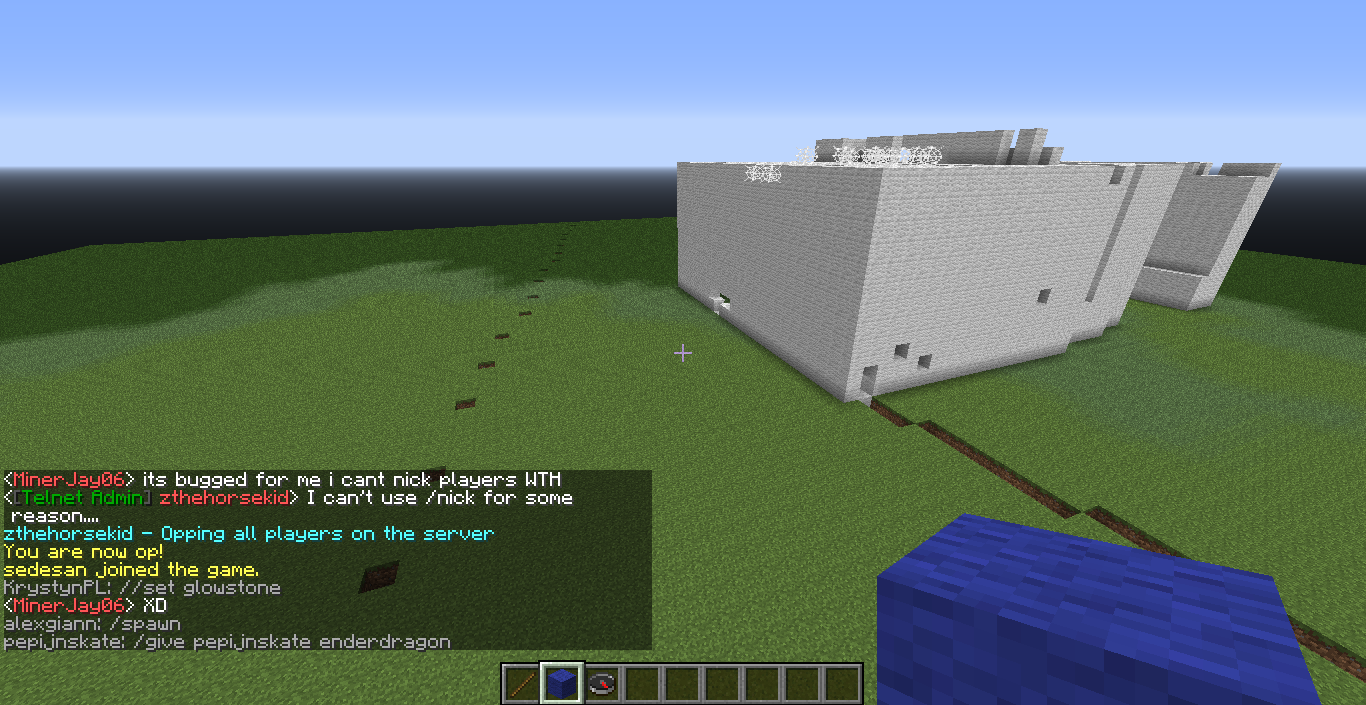 <MinerJay06> its bugged for me i cant nick players WTH
<[Telnet Admin] zthehorsekid> I can't use /nick for some
reason....
zthehorsekid - Opping all players on the server
You are now op!
sedesan joined the game.
KrystynPL: //set glowstone
<MinerJay06> XD
alexgiann: /spawn
pepijnskate: /give pepijnskate enderdragon